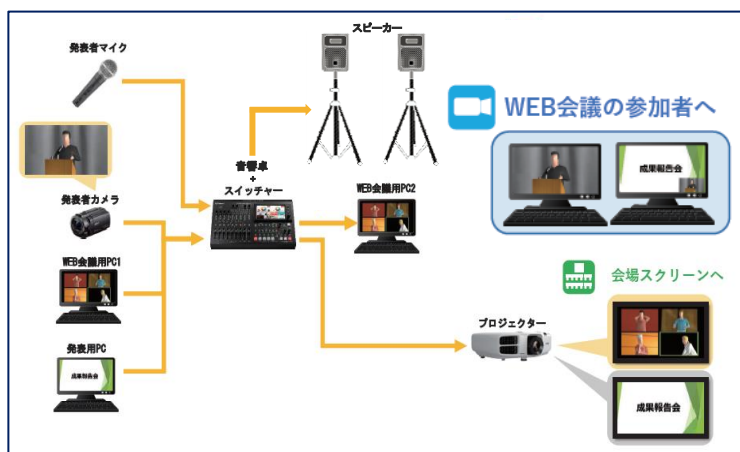 スピーカー
発表者マイク
WEB会議の参加者へ
成果報告会
音響卓
+
スイッチャー
発表者カメラ
WEB会議用PC2
WEB会議用PC1
会場スクリーンへ
プロジェクター
発表用PC
成果報告会
成果報告会